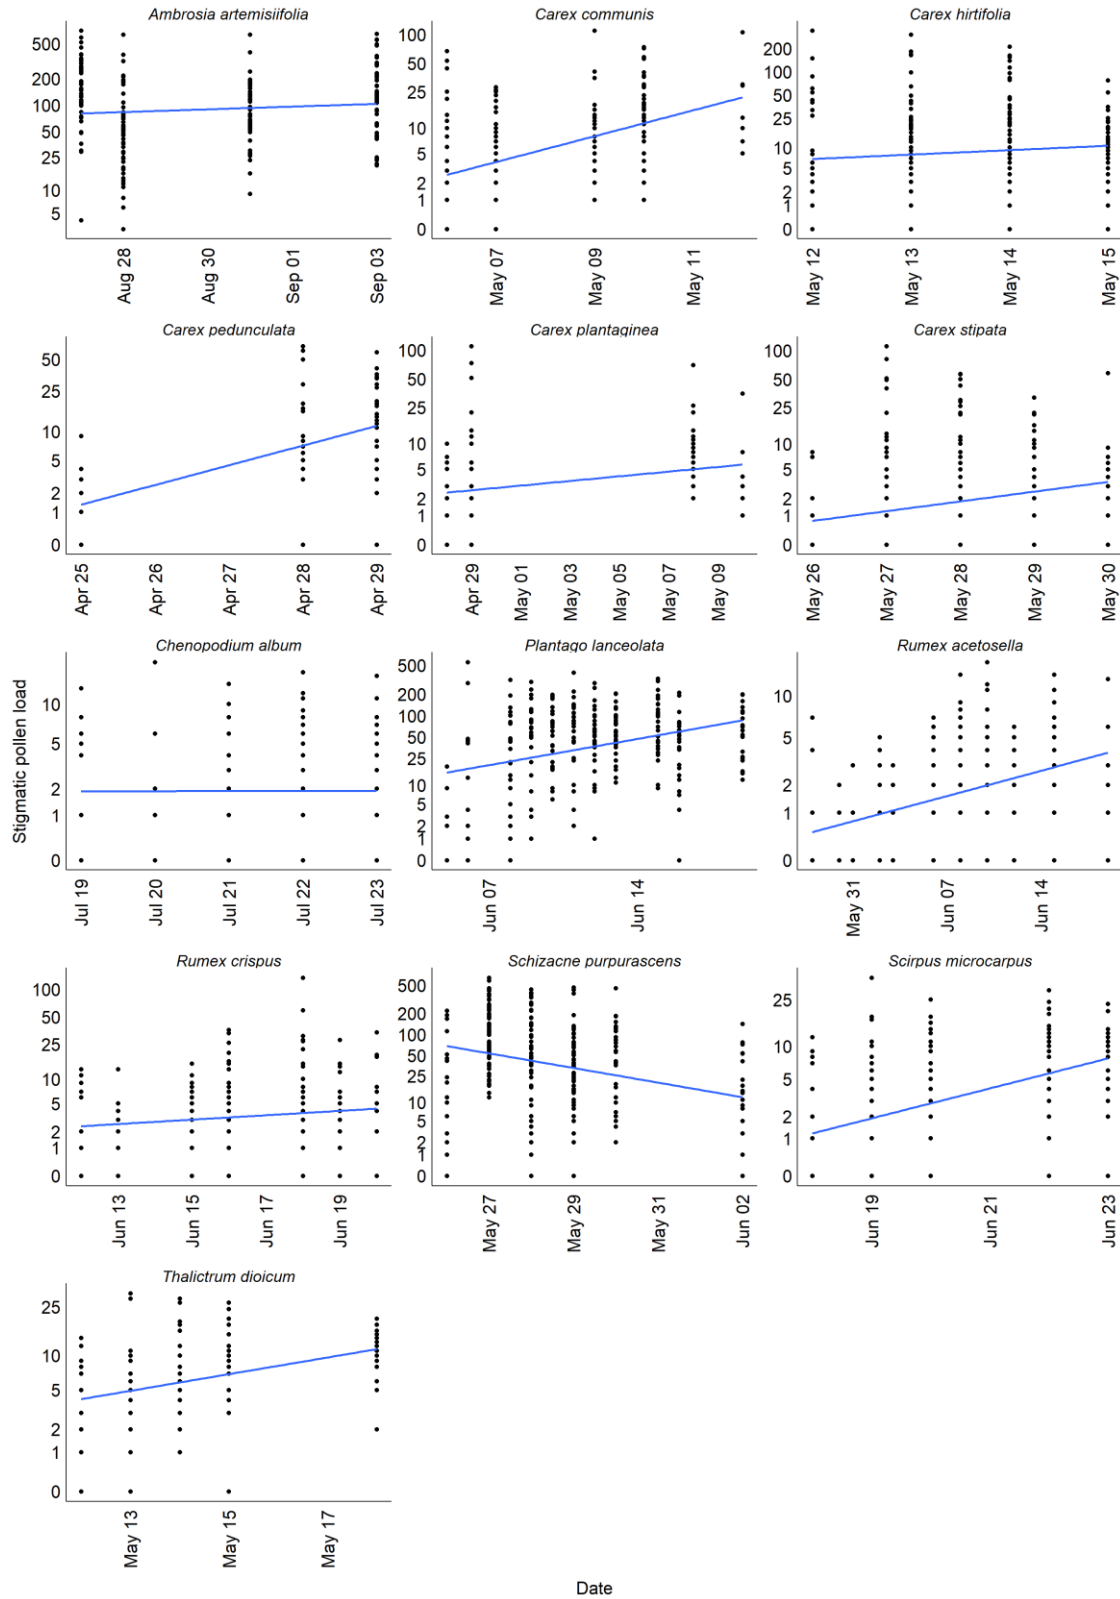 Ambrosia artemisiifolia
Carex communis
Carex hirtifolia
500
200
100
50
25
10
5
100
50
25
10
5
2
1
0
200
100
50
25
10
5
2
1
0
Aug 28
Aug 30
Sep 01
Sep 03
May 07
May 09
May 11
May 12
May 13
May 14
May 15
Carex pedunculata
Carex plantaginea
Carex stipata
50
25
10
5
2
1
0
100
50
25
10
5
2
1
0
100
50
25
10
5
2
1
0
Apr 25
Apr 26
Apr 27
Apr 28
Apr 29
Apr 29
May 01
May 03
May 05
May 07
May 09
May 26
May 27
May 28
May 29
May 30
Chenopodium album
Plantago lanceolata
Rumex acetosella
10
5
2
1
0
500
200
100
50
25
10
5
2
1
0
10
5
2
1
0
Jul 19
Jul 20
Jul 21
Jul 22
Jul 23
Jun 07
Jun 14
May 31
Jun 07
Jun 14
Stigmatic pollen load
Rumex crispus
Schizacne purpurascens
Scirpus microcarpus
100
50
25
10
5
2
1
0
500
200
100
50
25
10
5
2
1
0
25
10
5
2
1
0
Jun 13
Jun 15
Jun 17
Jun 19
May 27
May 29
May 31
Jun 02
Jun 19
Jun 21
Jun 23
Thalictrum dioicum
25
10
5
2
1
0
May 13
May 15
May 17
Date